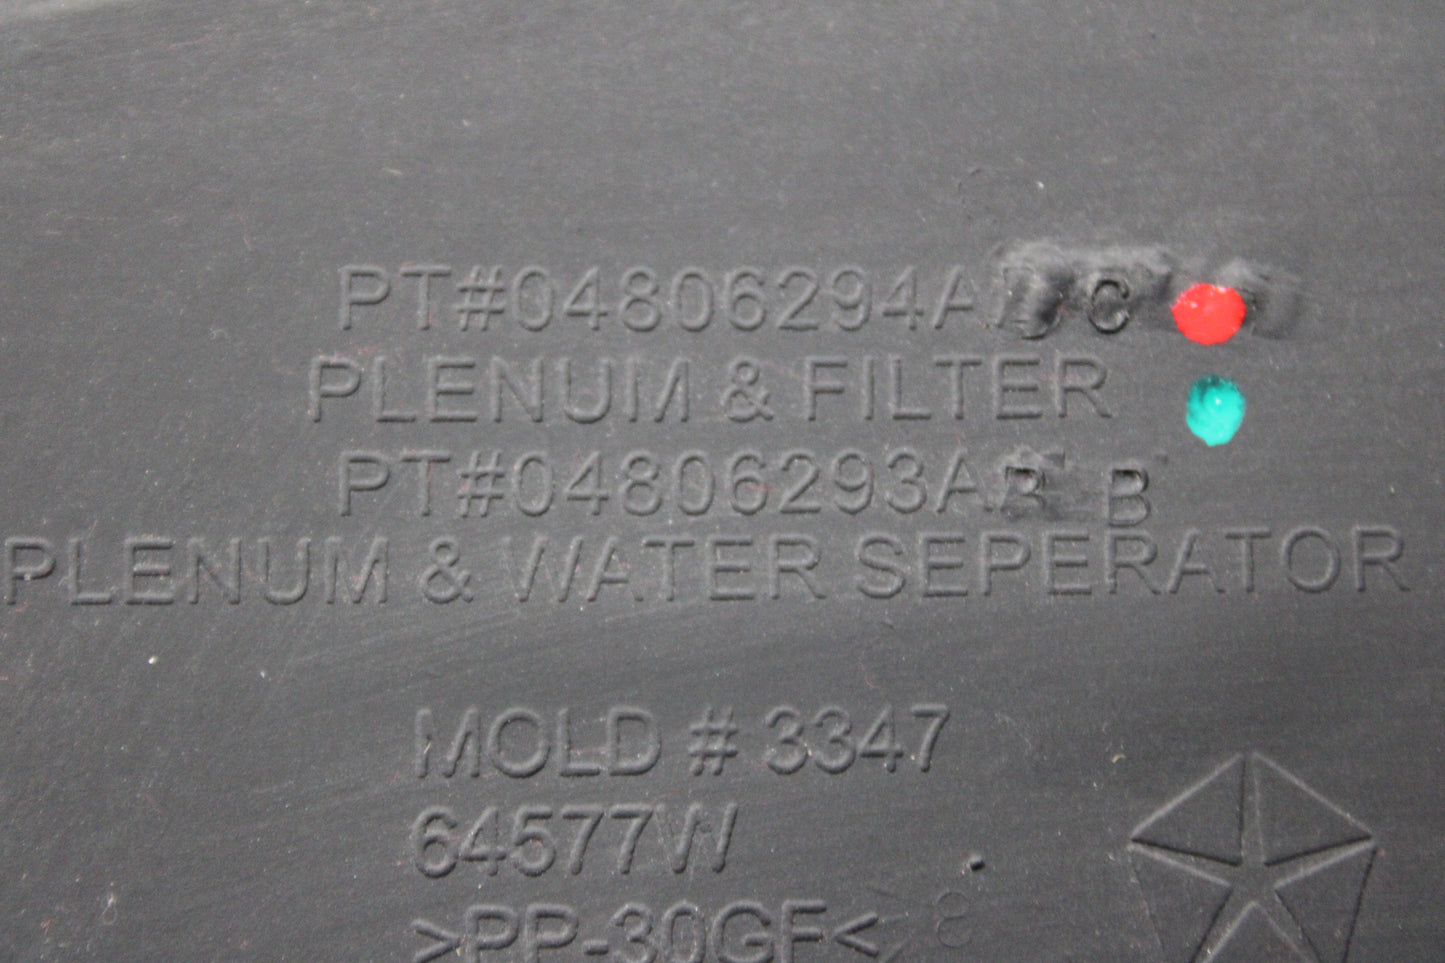 PT#04806294A C
PLENUM & FILTER
PT#04806293A B
PLENUM & WATER SEPERATOR
MOLD # 3347
64577W
>PP-30GF<